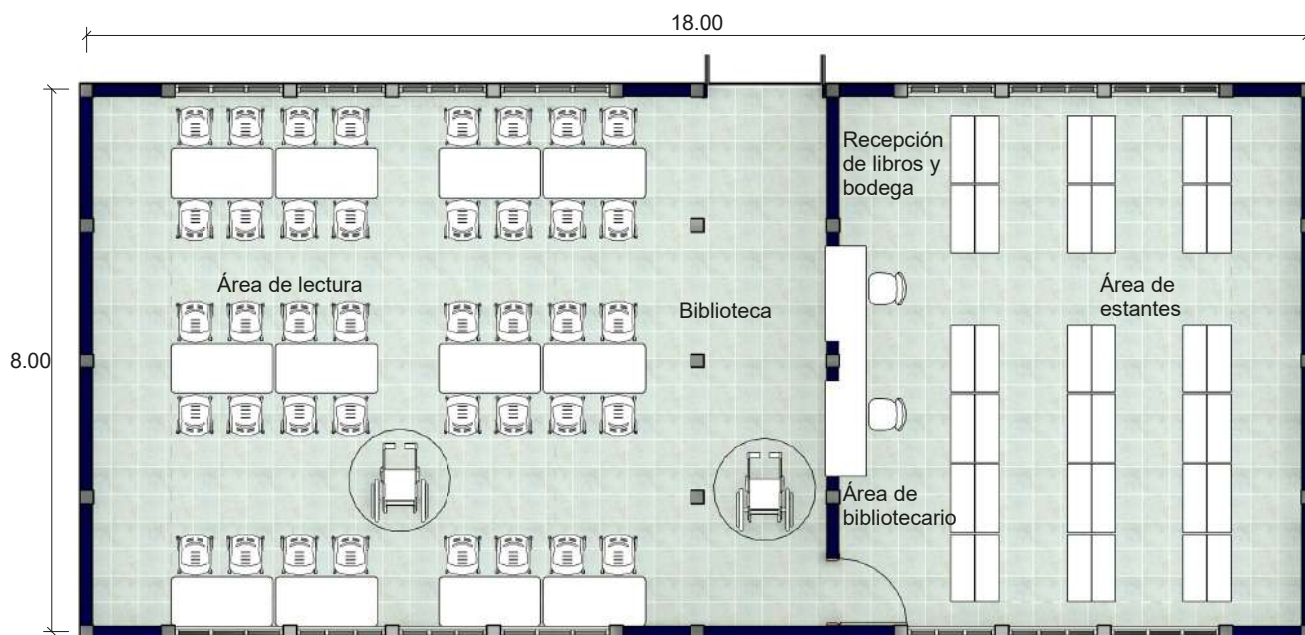 18.00
Recepción
de libros y
bodega
Área de lectura
Área de
estantes
Biblioteca
8.00
Área de
bibliotecario